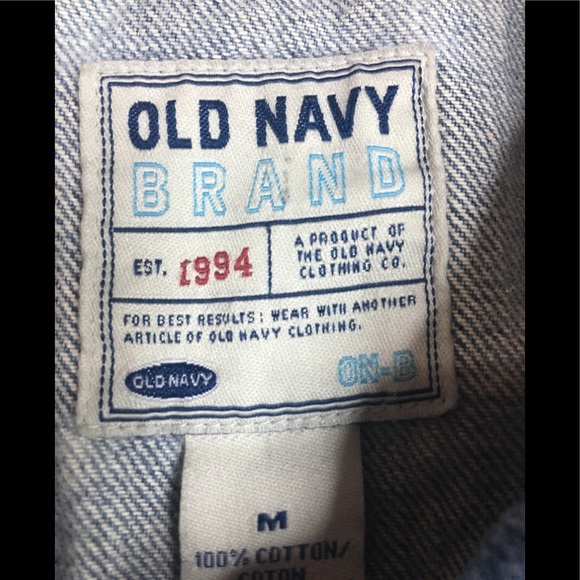 OLD NAVY
BRAND
EST. 1994
A PRODUCT OF
THE OLD NAVY
CLOTHING CO.
FOR BEST RESULTS: WEAR WITH ANOTHER
ARTICLE OF OLD NAVY CLOTHING.
OLD NAVY
ON-B
M
100% COTTON/